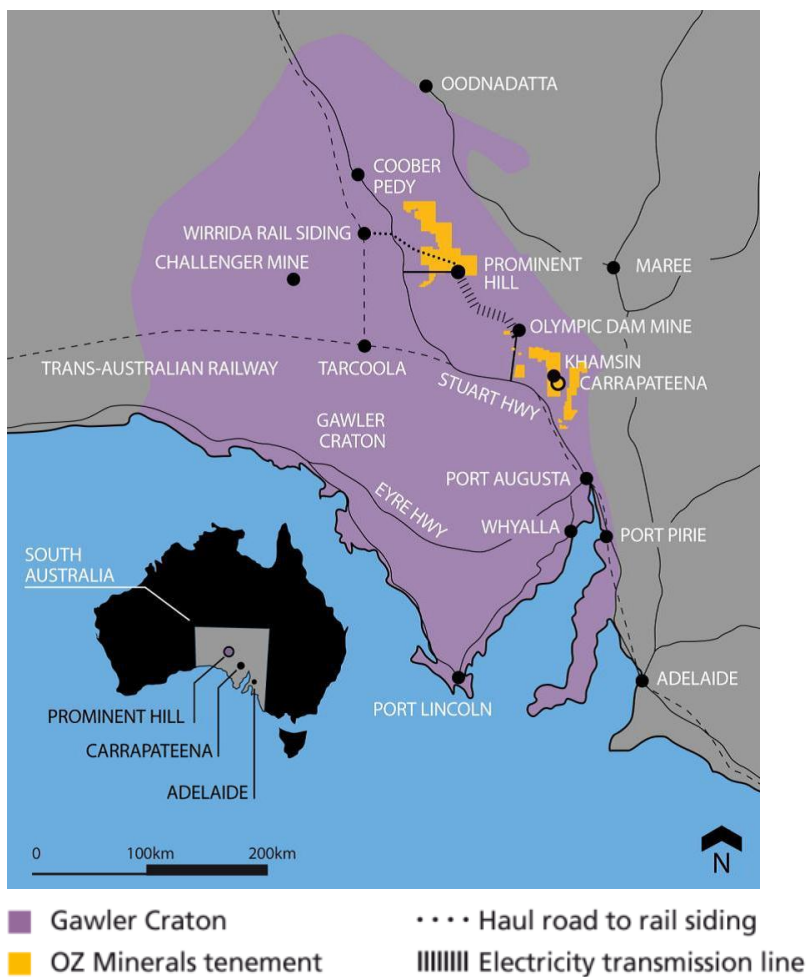 OODNADATTA
COOBER
PEDY
WIRRIDA RAIL SIDING
CHALLENGER MINE
PROMINENT
HILL
MAREE
OLYMPIC DAM MINE
KHAMSIN
CARRAPATEENA
TRANS-AUSTRALIAN RAILWAY
TARCOOLA
STUART HWY
GAWLER
CRATON
PORT AUGUSTA
EYRE HWY
WHYALLA
PORT PIRIE
SOUTH
AUSTRALIA
ADELAIDE
PORT LINCOLN
PROMINENT HILL
CARRAPATEENA
ADELAIDE
0 100km 200km
N
Gawler Craton
Haul road to rail siding
OZ Minerals tenement
Electricity transmission line